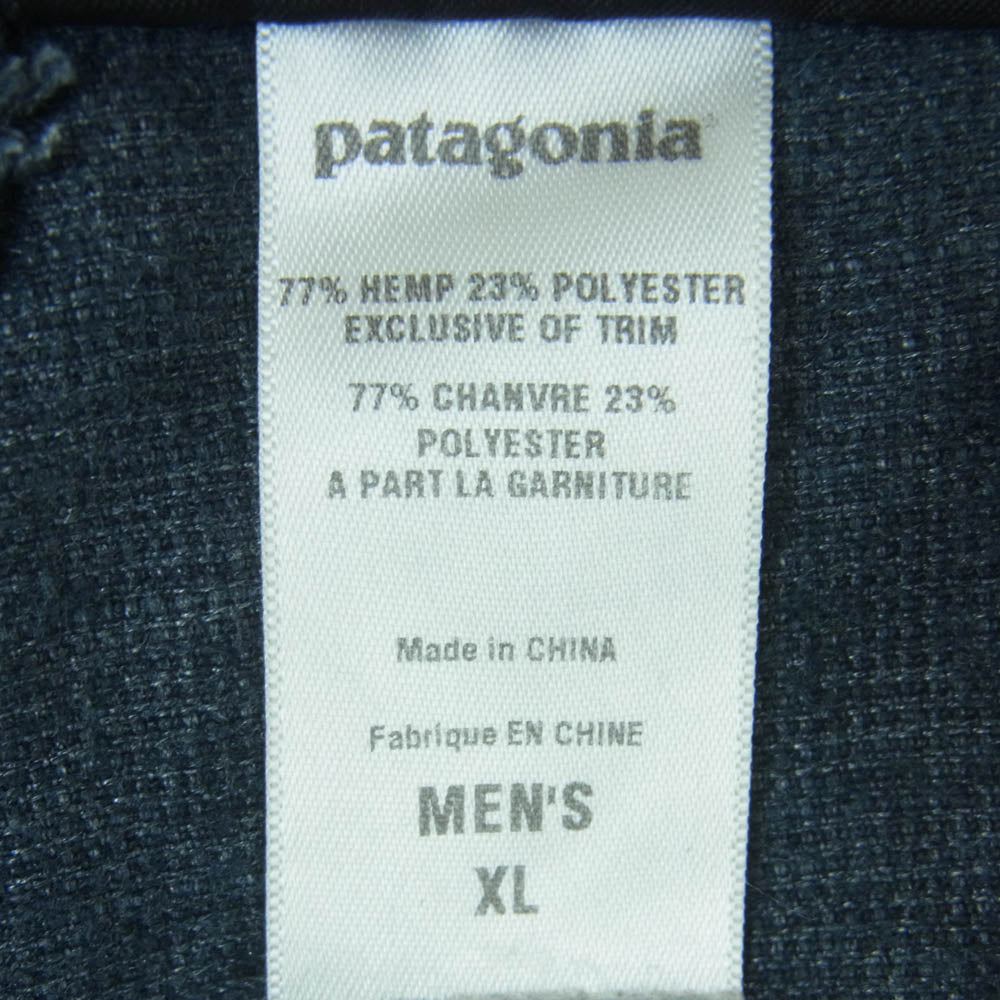 patagonia
77% HEMP 23% POLYESTER
EXCLUSIVE OF TRIM
77% CHANVRE 23%
POLYESTER
A PART LA GARNITURE
Made in CHINA
Fabrique EN CHINE
MEN'S
XL